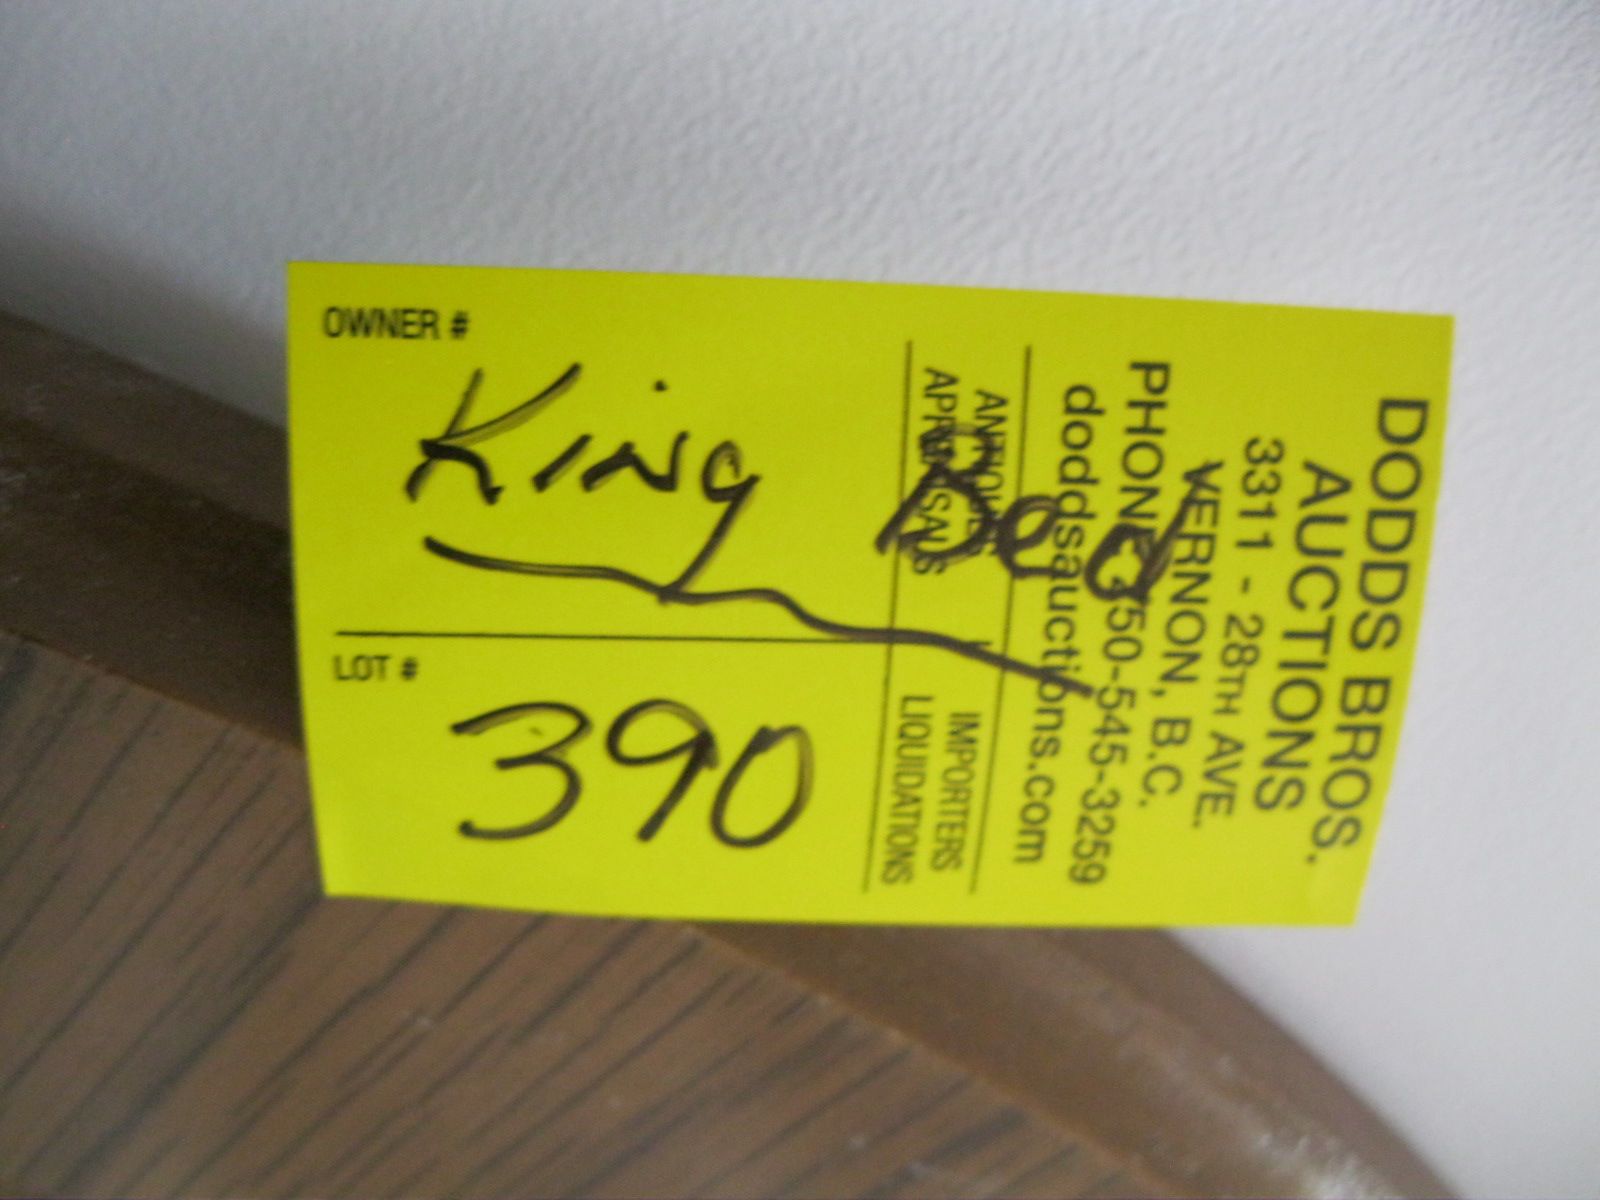 OWNER #
King Bed
LOT #
390
DODDS BROS.
AUCTIONS
3311 - 28TH AVE.
VERNON, B.C.
PHONE 250-545-3259
doddsauctions.com
ANTIQUES IMPORTERS
APPRAISALS LIQUIDATIONS